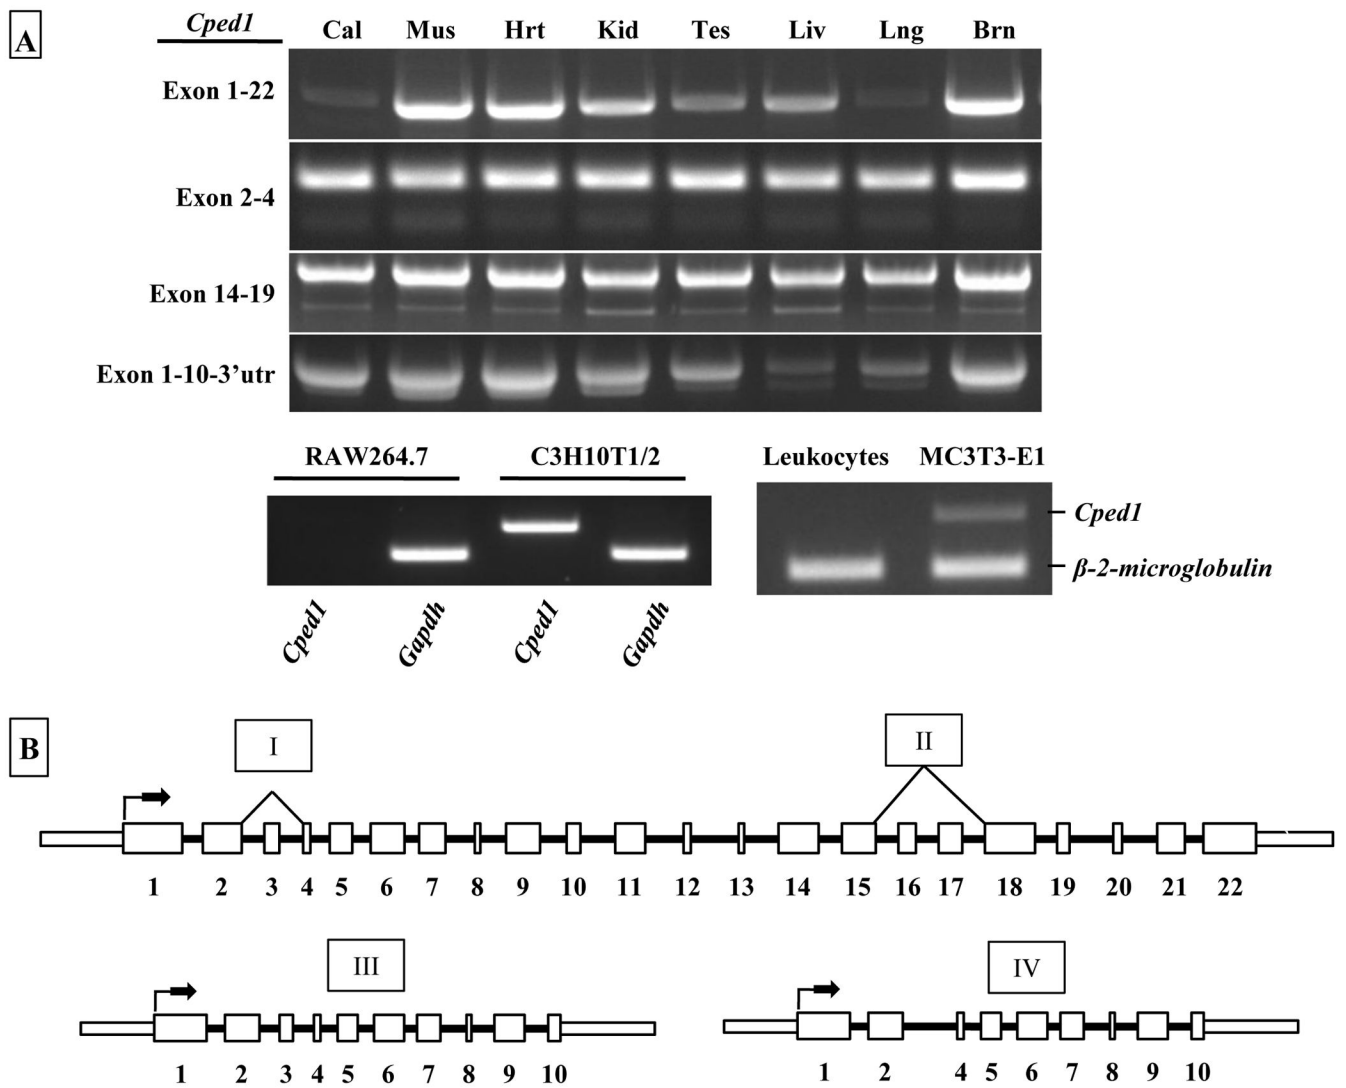 A
Cped1 Cal Mus Hrt Kid Tes Liv Lng Brn
Exon 1-22
Exon 2-4
Exon 14-19
Exon 1-10-3’utr
RAW264.7 C3H10T1/2 Leukocytes MC3T3-E1
Cped1
β-2-microglobulin
Cped1 Gapdh Cped1 Gapdh
B
I II
1 2 3 4 5 6 7 8 9 10 11 12 13 14 15 16 17 18 19 20 21 22
III IV
1 2 3 4 5 6 7 8 9 10 1 2 4 5 6 7 8 9 10